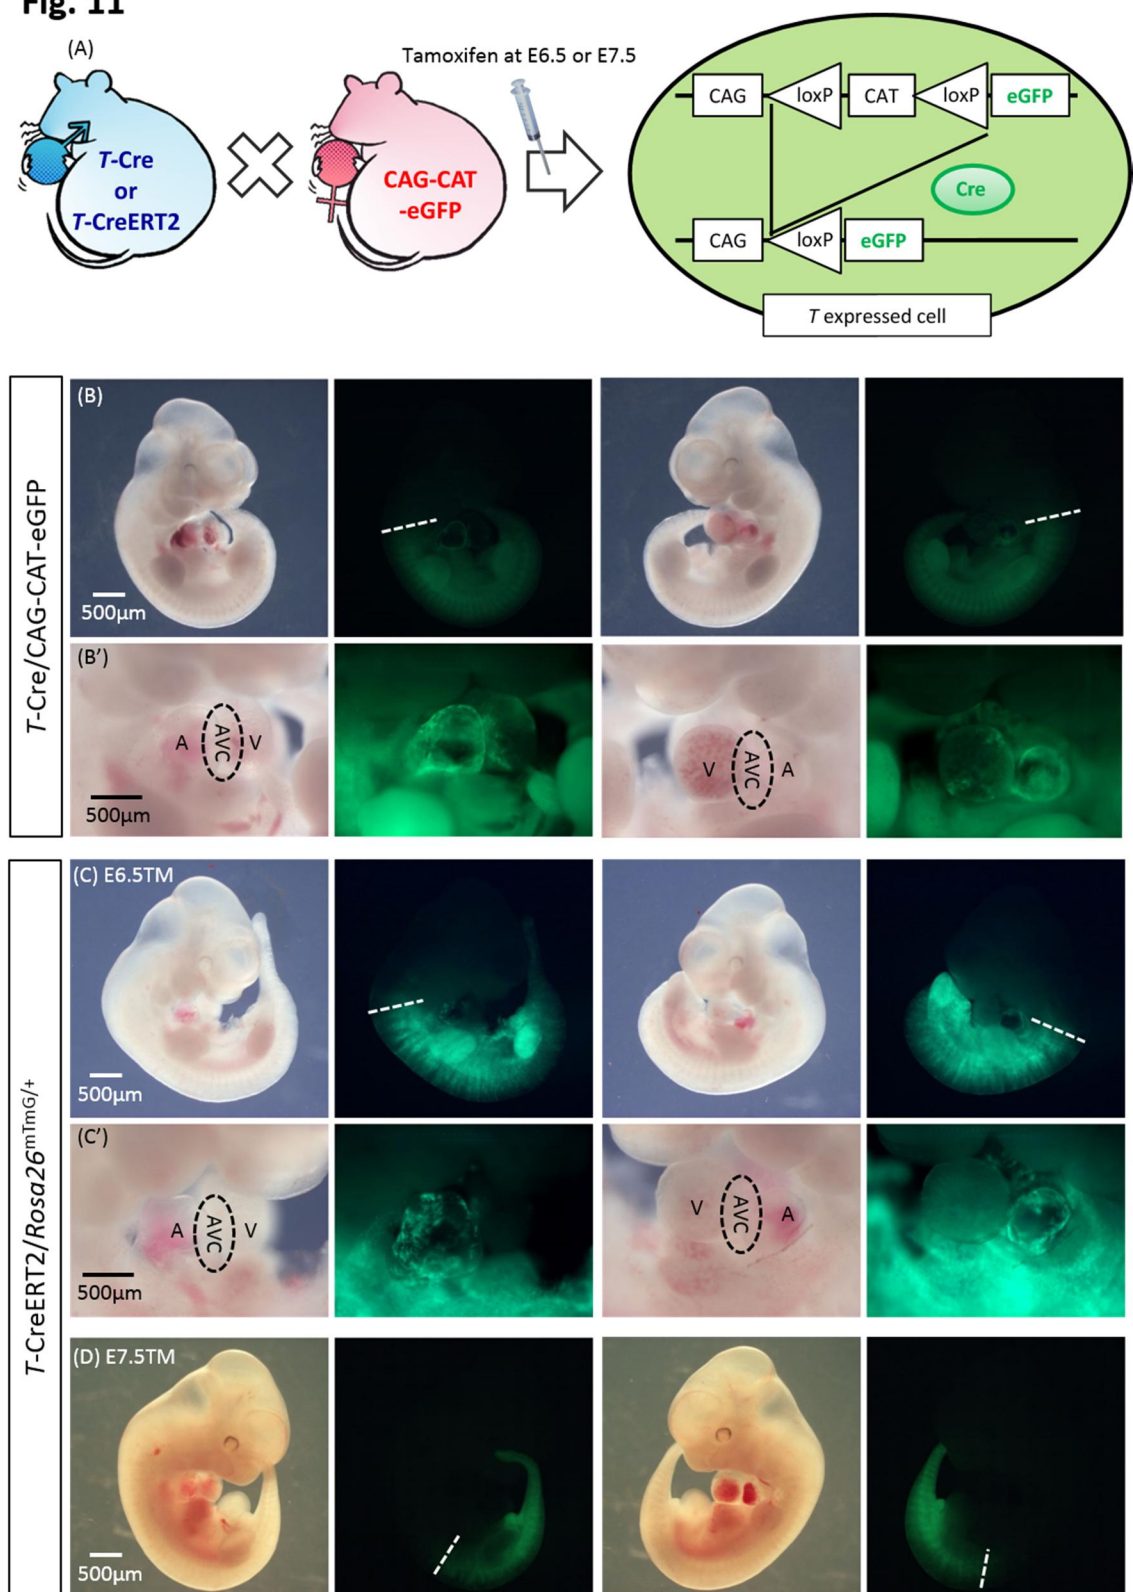 Fig. 11
(A)
Tamoxifen at E6.5 or E7.5
T-Cre
or
T-CreERT2
CAG-CAT
-eGFP
CAG
loxP
CAT
loxP
eGFP
Cre
CAG
loxP
eGFP
T expressed cell
T-Cre/CAG-CAT-eGFP
(B)
500µm
(B')
A
AVC
V
V
AVC
A
500µm
T-CreERT2/Rosa26mTmG/+
(C) E6.5TM
500µm
(C')
A
AVC
V
V
AVC
A
500µm
(D) E7.5TM
500µm